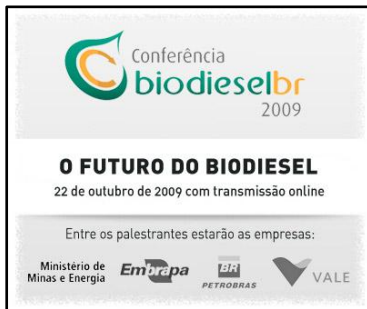 Conferência
biodieselbr
2009
O FUTURO DO BIODIESEL
22 de outubro de 2009 com transmissão online
Entre os palestrantes estarão as empresas:
Ministério de
Minas e Energia
Embrapa
BR
PETROBRAS
VALE